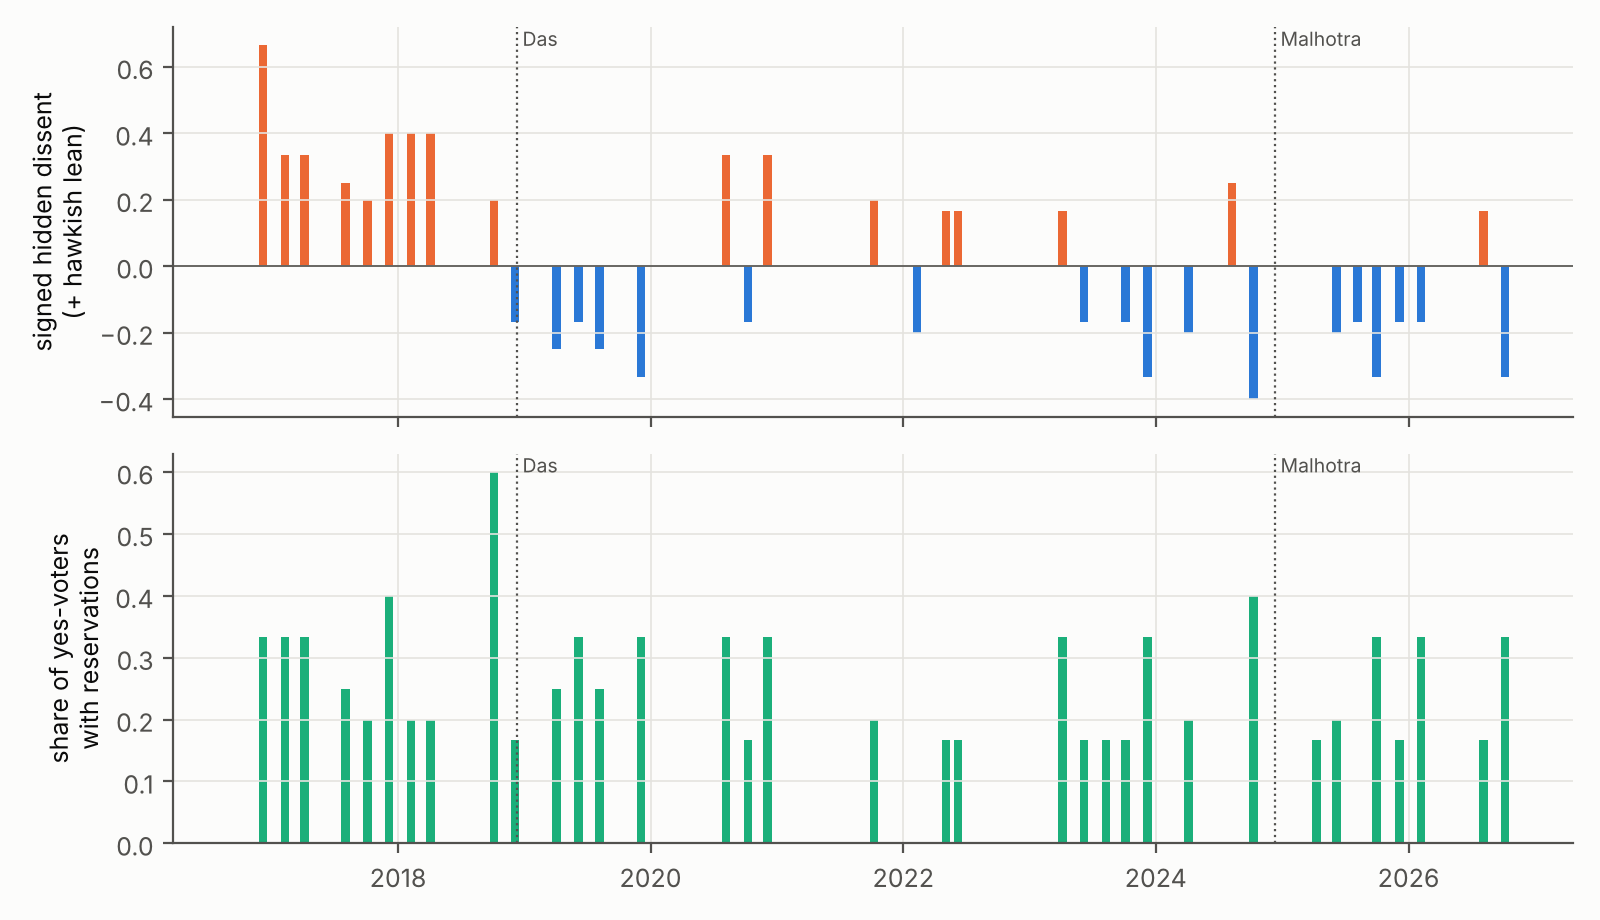 signed hidden dissent
(+ hawkish lean)
0.6
0.4
0.2
0.0
−0.2
−0.4
Das
Malhotra
share of yes-voters
with reservations
0.6
0.5
0.4
0.3
0.2
0.1
0.0
Das
Malhotra
2018
2020
2022
2024
2026